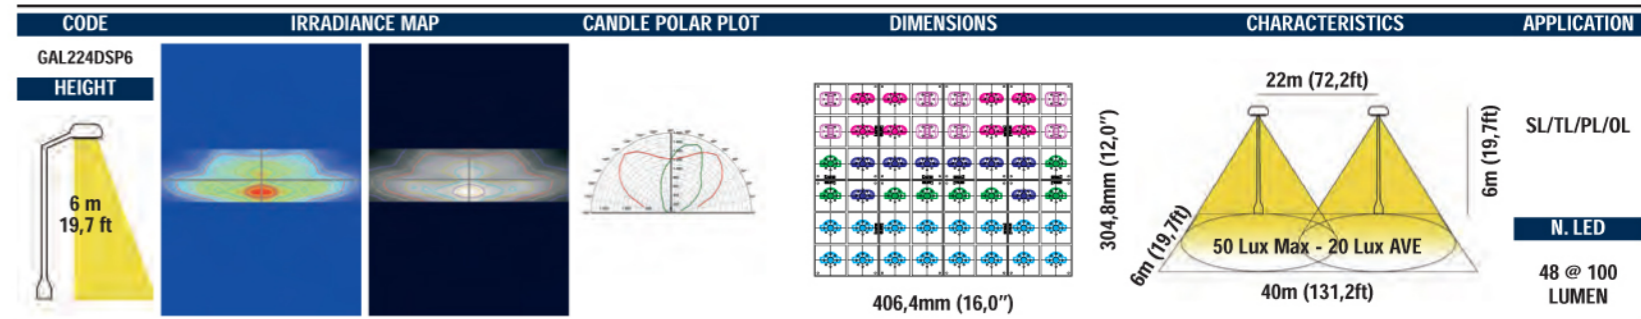 CODE
IRRADIANCE MAP
CANDLE POLAR PLOT
DIMENSIONS
CHARACTERISTICS
APPLICATION
GAL224DSP6
HEIGHT
6 m
19,7 ft
304,8mm (12,0")
406,4mm (16,0")
22m (72,2ft)
6m (19,7ft)
6m (19,7ft)
50 Lux Max - 20 Lux AVE
40m (131,2ft)
SL/TL/PL/OL
N. LED
48 @ 100
LUMEN